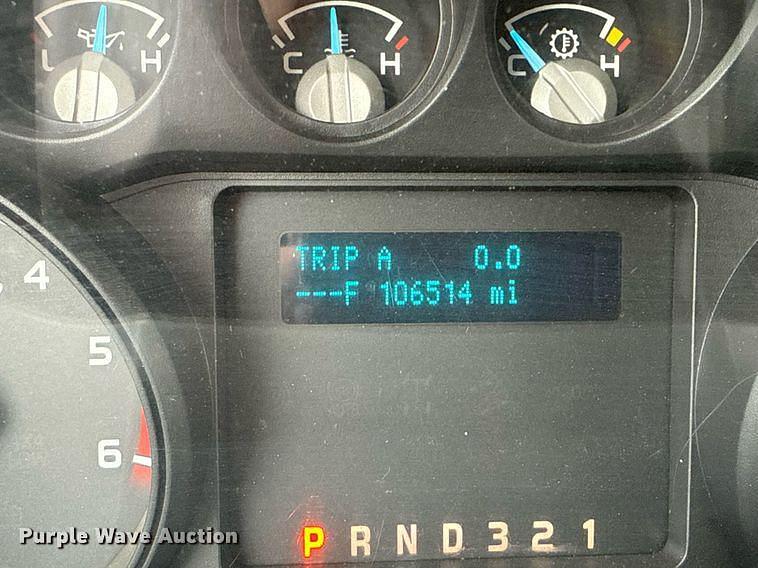 L H
C H
C H
TRIP A 0.0
---F 106514 mi
4
5
6
P R N D 3 2 1
Purple Wave Auction